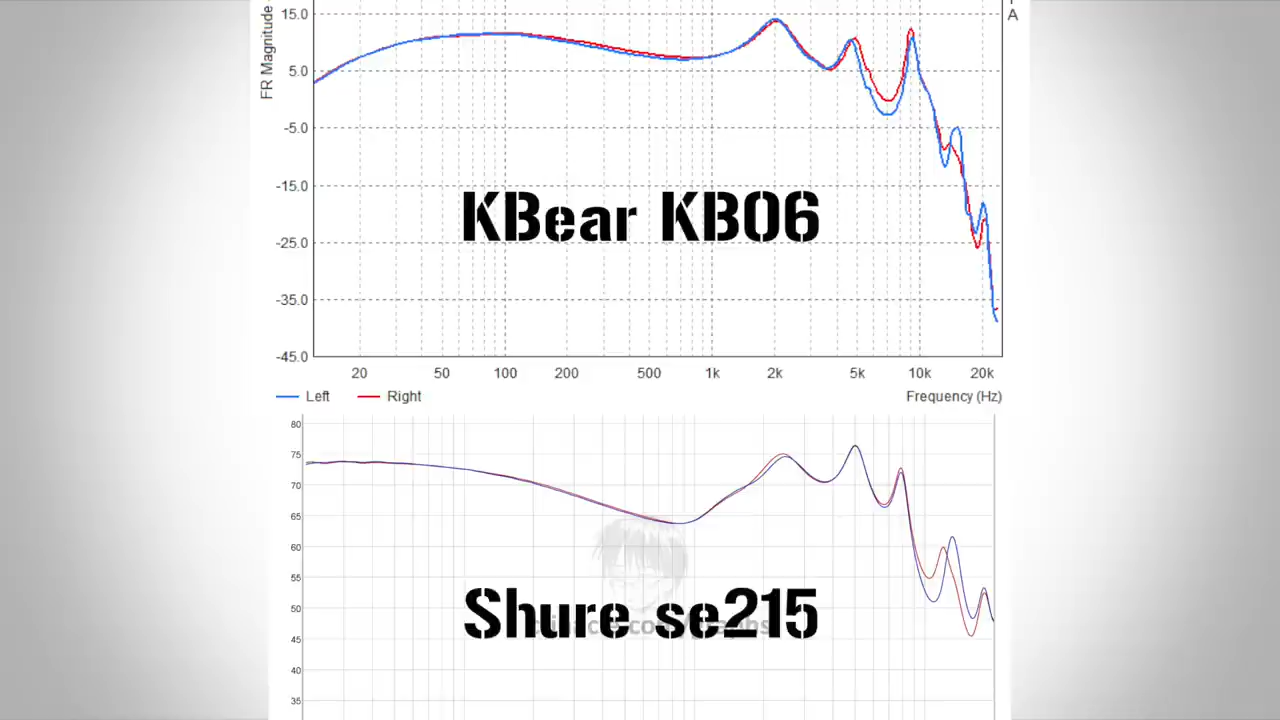 15.0
A
5.0
-5.0
-15.0
-25.0
-35.0
-45.0
FR Magnitude
KBear KB06
20 50 100 200 500 1k 2k 5k 10k 20k
Left Right Frequency (Hz)
80
75
70
65
60
55
50
45
40
35
Shure se215